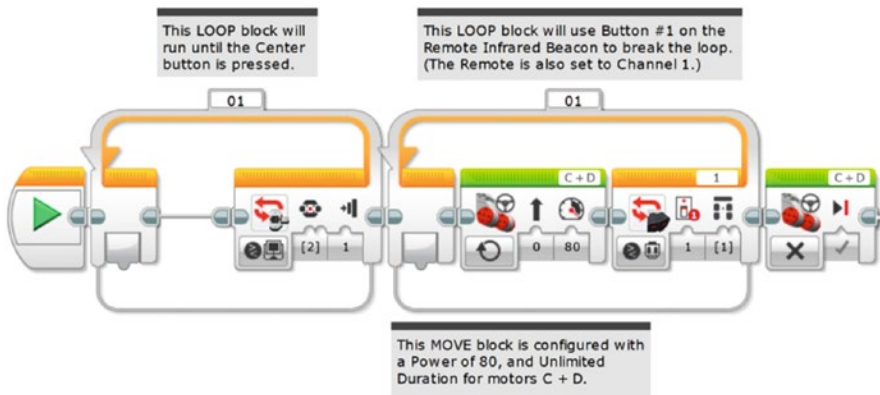 This LOOP block will
run until the Center
button is pressed.
This LOOP block will use Button #1 on the
Remote Infrared Beacon to break the loop.
(The Remote is also set to Channel 1.)
01
01
C + D
1
C + D
[2] 1
0 80
1 [1]
This MOVE block is configured with
a Power of 80, and Unlimited
Duration for motors C + D.